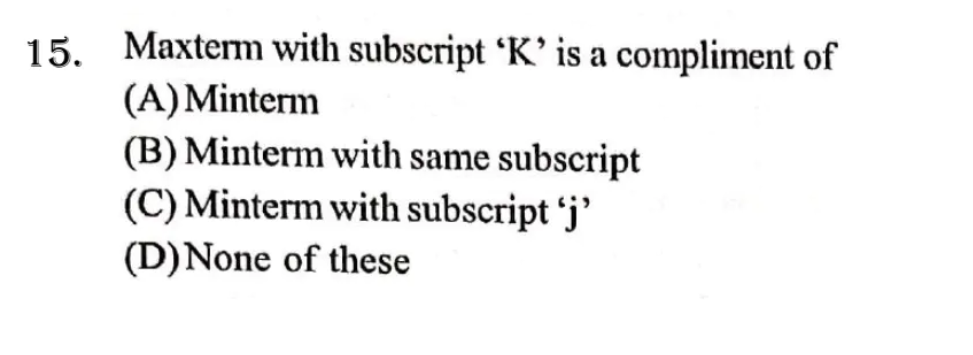 15. Maxterm with subscript ‘K’ is a compliment of
(A) Minterm
(B) Minterm with same subscript
(C) Minterm with subscript ‘j’
(D) None of these